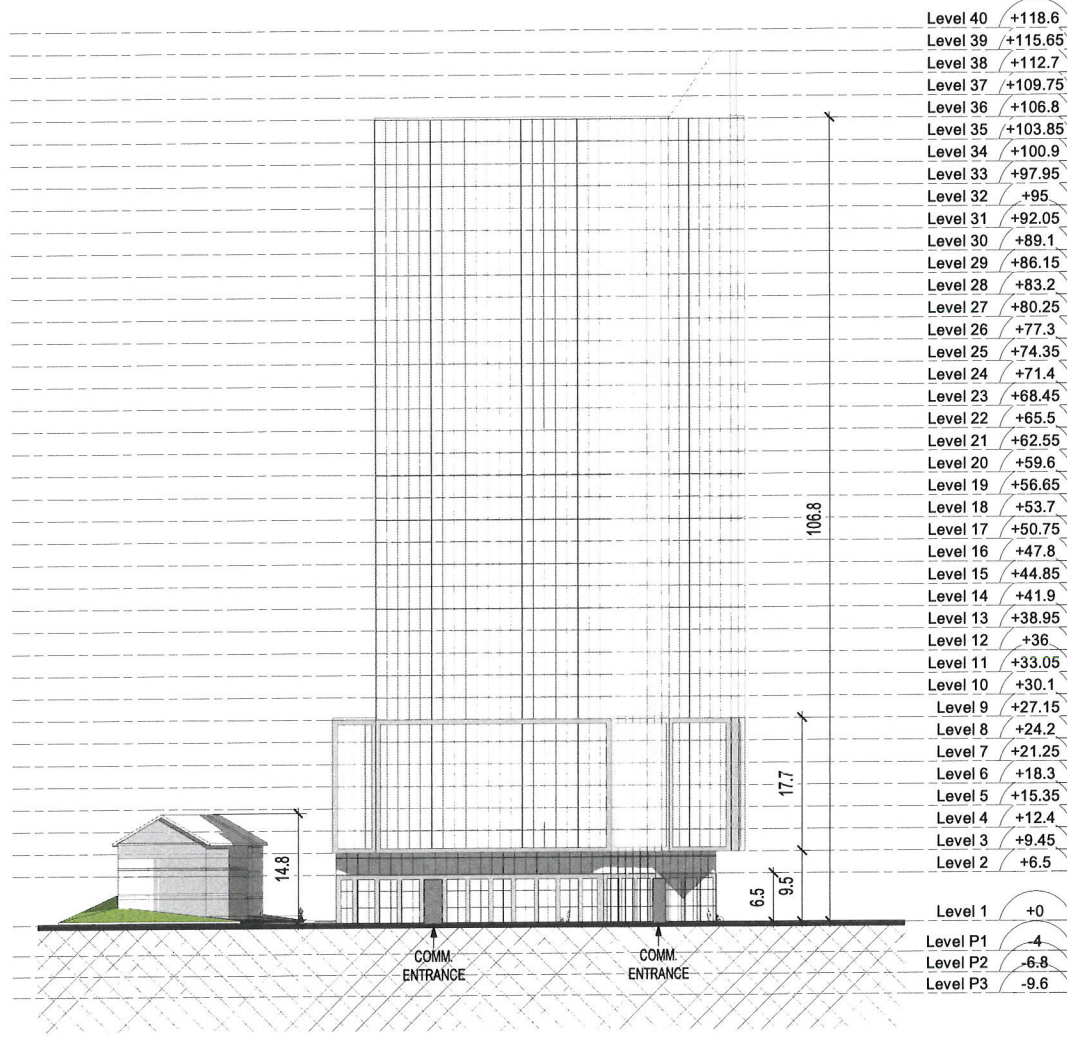 Level 40 +118.6
Level 39 +115.65
Level 38 +112.7
Level 37 +109.75
Level 36 +106.8
Level 35 +103.85
Level 34 +100.9
Level 33 +97.95
Level 32 +95
Level 31 +92.05
Level 30 +89.1
Level 29 +86.15
Level 28 +83.2
Level 27 +80.25
Level 26 +77.3
Level 25 +74.35
Level 24 +71.4
Level 23 +68.45
Level 22 +65.5
Level 21 +62.55
Level 20 +59.6
Level 19 +56.65
Level 18 +53.7
Level 17 +50.75
Level 16 +47.8
Level 15 +44.85
Level 14 +41.9
Level 13 +38.95
Level 12 +36
Level 11 +33.05
Level 10 +30.1
Level 9 +27.15
Level 8 +24.2
Level 7 +21.25
Level 6 +18.3
Level 5 +15.35
Level 4 +12.4
Level 3 +9.45
Level 2 +6.5
Level 1 +0
Level P1 -4
Level P2 -6.8
Level P3 -9.6
106.8
17.7
14.8
6.5
9.5
COMM.
ENTRANCE
COMM.
ENTRANCE